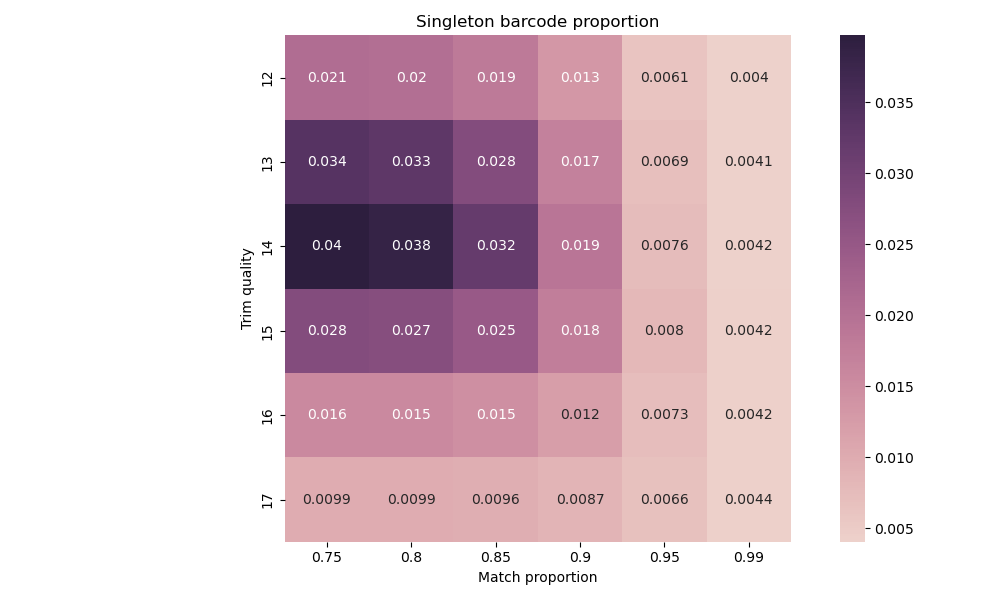 Singleton barcode proportion
12 0.021 0.02 0.019 0.013 0.0061 0.004
13 0.034 0.033 0.028 0.017 0.0069 0.0041
14 0.04 0.038 0.032 0.019 0.0076 0.0042
15 0.028 0.027 0.025 0.018 0.008 0.0042
16 0.016 0.015 0.015 0.012 0.0073 0.0042
17 0.0099 0.0099 0.0096 0.0087 0.0066 0.0044
Trim quality
0.75 0.8 0.85 0.9 0.95 0.99
Match proportion
0.035
0.030
0.025
0.020
0.015
0.010
0.005